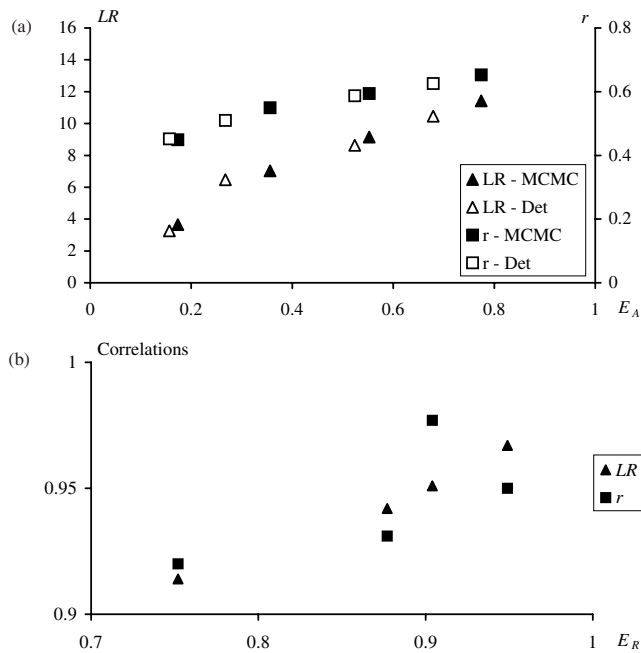 (a)
LR
r
16
14
12
10
8
6
4
2
0
0.8
0.6
0.4
0.2
0
LR - MCMC
LR - Det
r - MCMC
r - Det
0 0.2 0.4 0.6 0.8 1
E_A
(b)
Correlations
1
0.95
0.9
LR
r
0.7 0.8 0.9 1
E_R